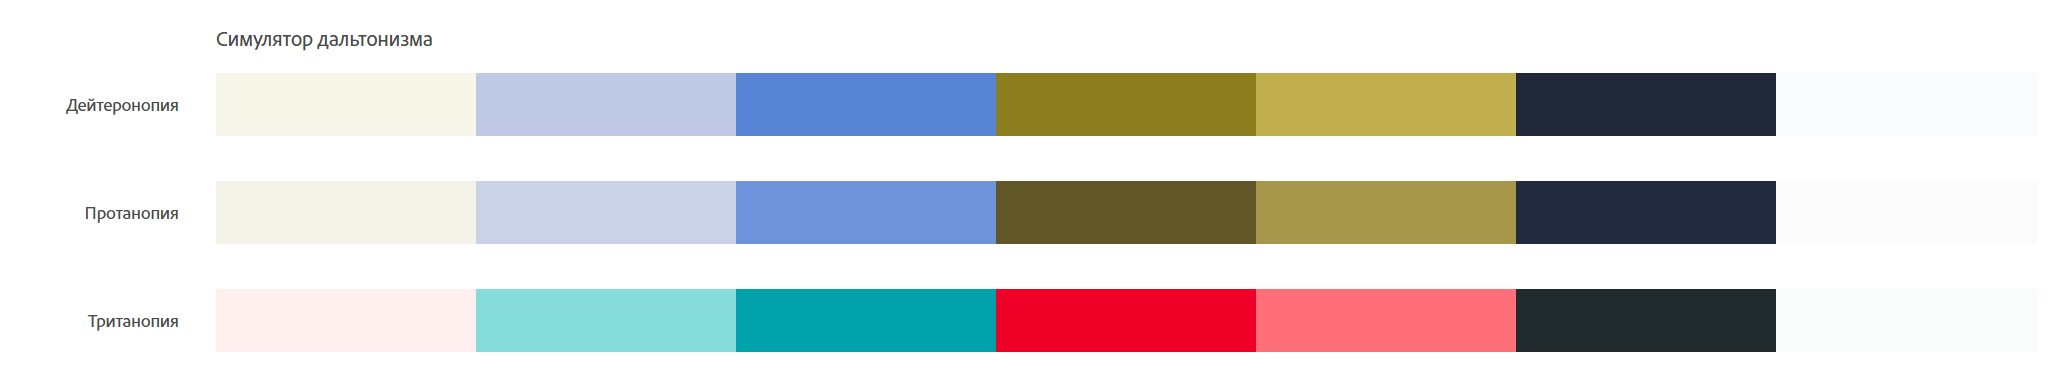 Симулятор дальтонизма
Дейтеронопия
Протанопия
Тританопия